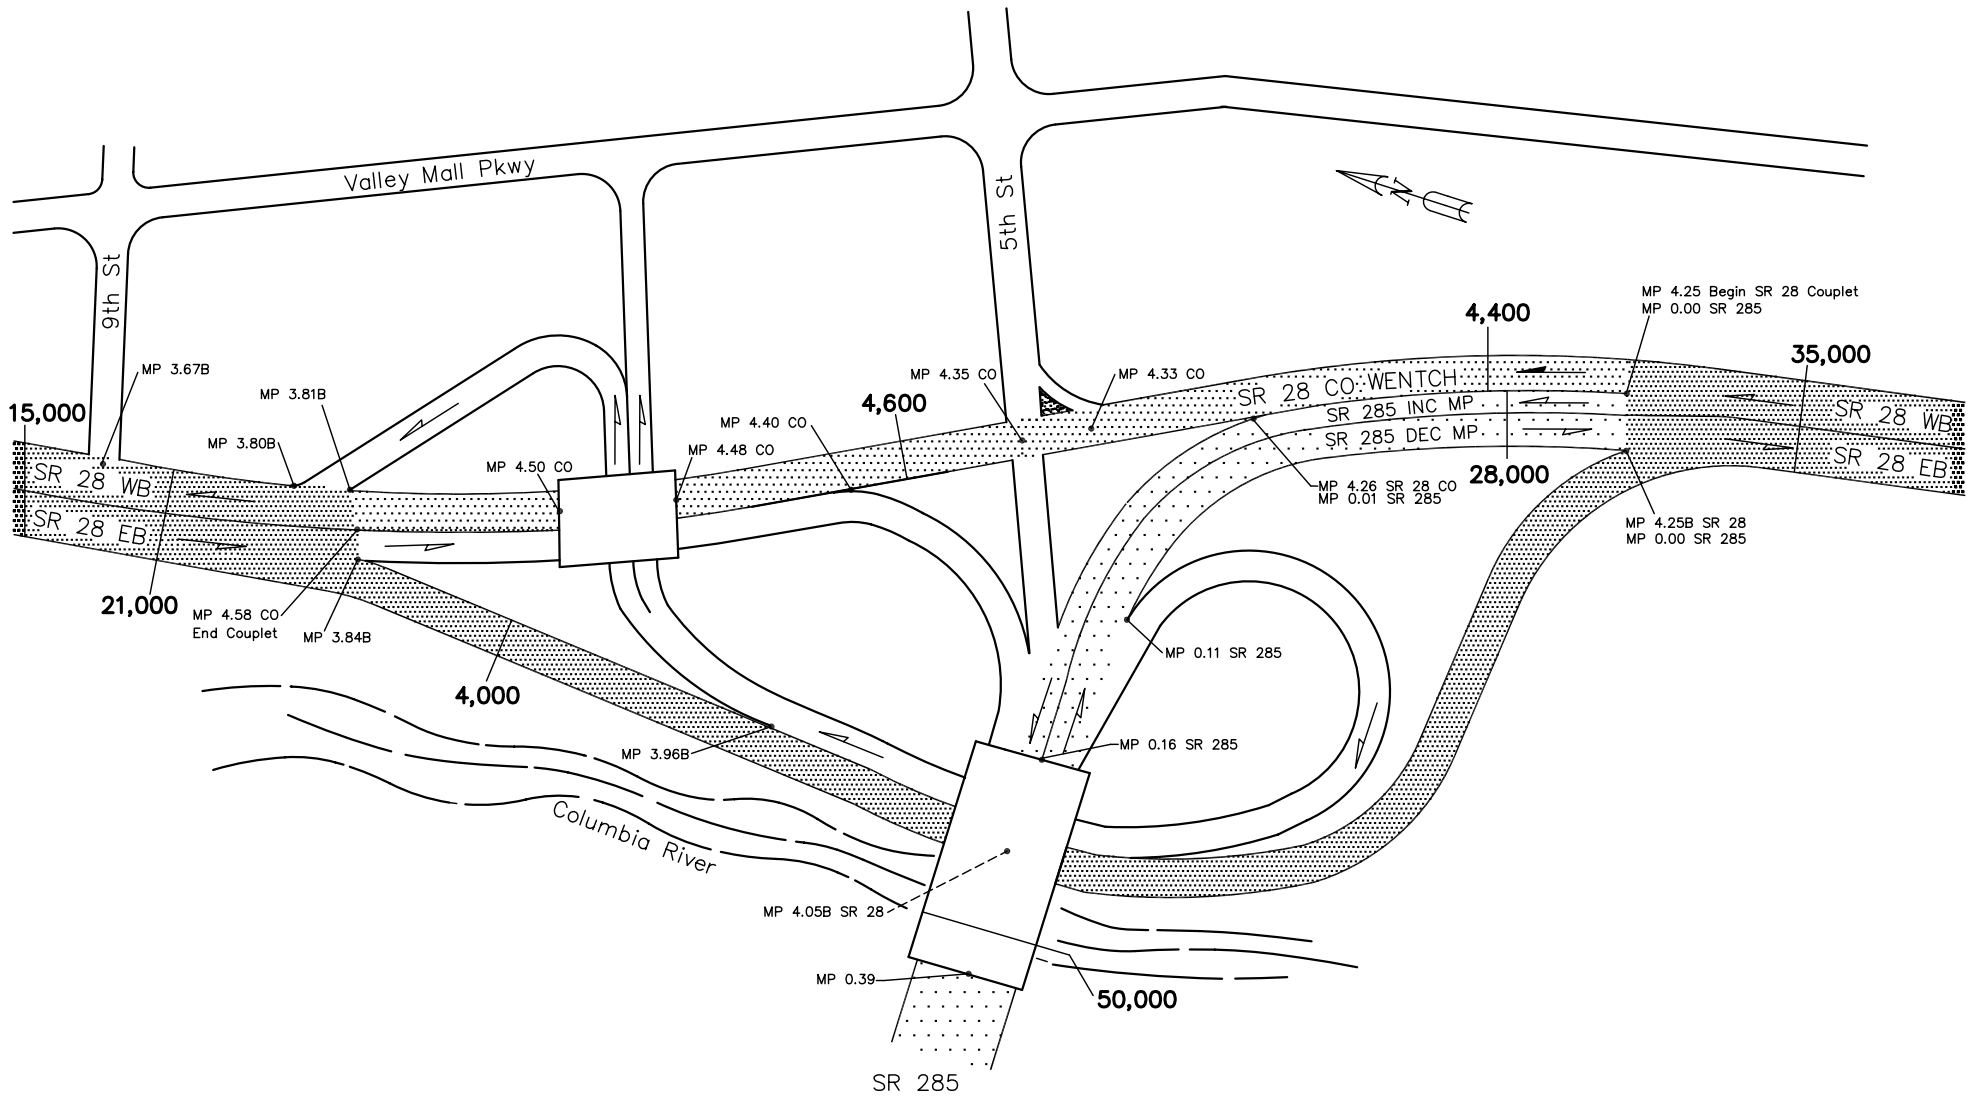 Valley Mall Pkwy
9th St
5th St
N
MP 4.25 Begin SR 28 Couplet
MP 0.00 SR 285
4,400
35,000
MP 3.67B
MP 3.81B
MP 4.35 CO
MP 4.33 CO
SR 28 CO WENTCH
SR 285 INC MP
SR 285 DEC MP
SR 28 WB
SR 28 EB
15,000
4,600
MP 4.40 CO
MP 3.80B
MP 4.48 CO
MP 4.50 CO
28,000
SR 28 WB
SR 28 EB
MP 4.26 SR 28 CO
MP 0.01 SR 285
MP 4.25B SR 28
MP 0.00 SR 285
21,000
MP 4.58 CO
End Couplet
MP 3.84B
MP 0.11 SR 285
4,000
MP 3.96B
MP 0.16 SR 285
Columbia River
MP 4.05B SR 28
MP 0.39
50,000
SR 285